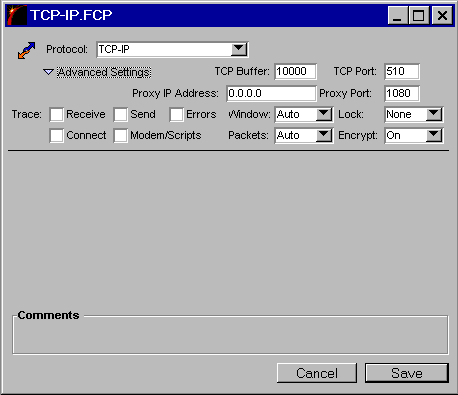 TCP-IP.FCP
Protocol: TCP-IP
Advanced Settings TCP Buffer: 10000 TCP Port: 510
Proxy IP Address: 0.0.0.0 Proxy Port: 1080
Trace: Receive Send Errors Window: Auto Lock: None
Connect Modem/Scripts Packets: Auto Encrypt: On
Comments
Cancel Save